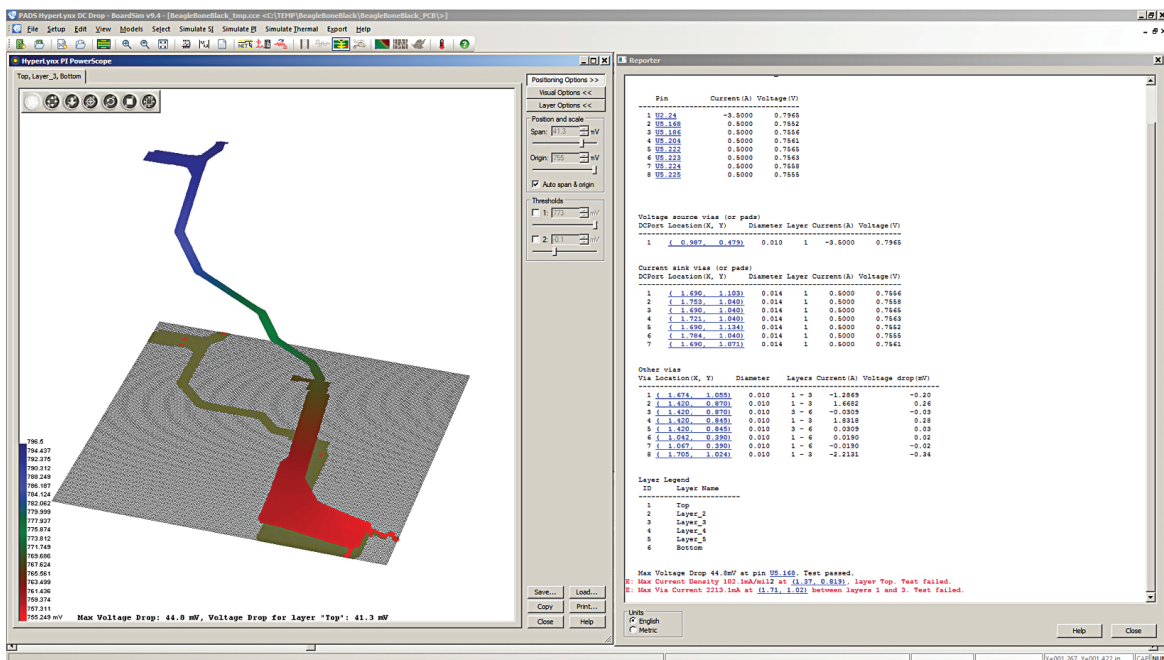 PADS HyperLynx DC Drop - BoardSim v9.4 - [BeagleBoneBlack_tmp.cce <C:\TEMP\BeagleBoneBlack\BeagleBoneBlack_PCB\>]
File Setup Edit View Models Select Simulate SI Simulate PI Simulate Thermal Export Help
HyperLynx PI PowerScope
Top, Layer_3, Bottom
Positioning Options >>
Visual Options <<
Layer Options <<
Position and scale
Span: 41.3 mV
Origin: 755 mV
Auto span & origin
Thresholds
1: 773 mV
2: -0.1 mV
796.5
794.437
792.375
790.312
788.249
786.187
784.124
782.062
779.999
777.937
775.874
773.812
771.749
769.686
767.624
765.561
763.499
761.436
759.374
757.311
755.249 mV
Max Voltage Drop: 44.8 mV, Voltage Drop for layer "Top": 41.3 mV
Save... Load...
Copy Print...
Close Help
Reporter
Pin Current(A) Voltage(V)
1 U2.24 -3.5000 0.7965
2 U5.168 0.5000 0.7552
3 U5.186 0.5000 0.7556
4 U5.204 0.5000 0.7561
5 U5.222 0.5000 0.7565
6 U5.223 0.5000 0.7563
7 U5.224 0.5000 0.7558
8 U5.225 0.5000 0.7555
Voltage source vias (or pads)
DCPort Location(X, Y) Diameter Layer Current(A) Voltage(V)
1 ( 0.987, 0.479) 0.010 1 -3.5000 0.7965
Current sink vias (or pads)
DCPort Location(X, Y) Diameter Layer Current(A) Voltage(V)
1 ( 1.690, 1.103) 0.014 1 0.5000 0.7556
2 ( 1.753, 1.040) 0.014 1 0.5000 0.7558
3 ( 1.690, 1.040) 0.014 1 0.5000 0.7565
4 ( 1.721, 1.040) 0.014 1 0.5000 0.7563
5 ( 1.690, 1.134) 0.014 1 0.5000 0.7552
6 ( 1.784, 1.040) 0.014 1 0.5000 0.7555
7 ( 1.690, 1.071) 0.014 1 0.5000 0.7561
Other vias
Via Location(X, Y) Diameter Layers Current(A) Voltage drop(mV)
1 ( 1.674, 1.055) 0.010 1 - 3 -1.2869 -0.20
2 ( 1.420, 0.870) 0.010 1 - 3 1.6682 0.26
3 ( 1.420, 0.870) 0.010 3 - 6 -0.0309 -0.03
4 ( 1.420, 0.845) 0.010 1 - 3 1.8318 0.28
5 ( 1.420, 0.845) 0.010 3 - 6 0.0309 0.03
6 ( 1.042, 0.390) 0.010 1 - 6 0.0190 0.02
7 ( 1.067, 0.390) 0.010 1 - 6 -0.0190 -0.02
8 ( 1.705, 1.024) 0.010 1 - 3 -2.2131 -0.34
Layer Legend
ID Layer Name
1 Top
2 Layer_2
3 Layer_3
4 Layer_4
5 Layer_5
6 Bottom
Max Voltage Drop 44.8mV at pin U5.168. Test passed.
E: Max Current Density 102.1mA/mil2 at (1.37, 0.819), layer Top. Test failed.
E: Max Via Current 2213.1mA at (1.71, 1.02) between layers 1 and 3. Test failed.
Units
English
Metric
Help Close
X=001.267, Y=001.422 in CAP NUM